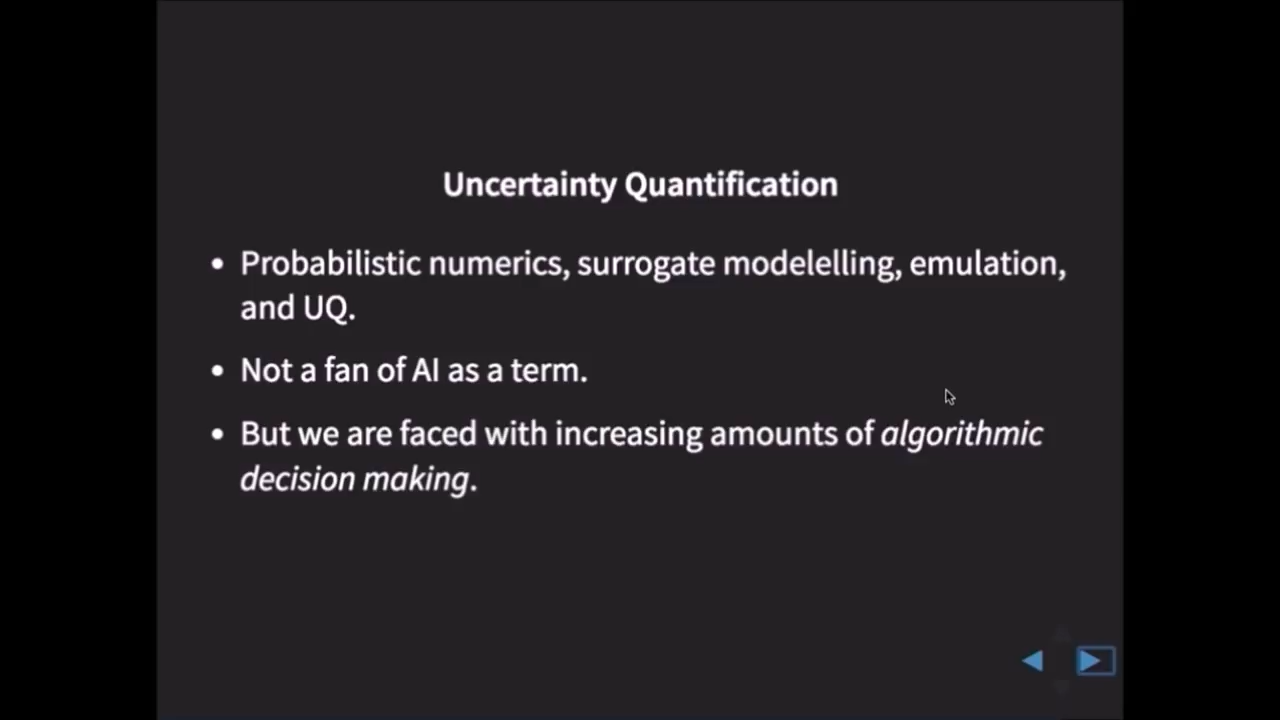 Uncertainty Quantification
• Probabilistic numerics, surrogate modelelling, emulation,
and UQ.
• Not a fan of AI as a term.
• But we are faced with increasing amounts of algorithmic
decision making.